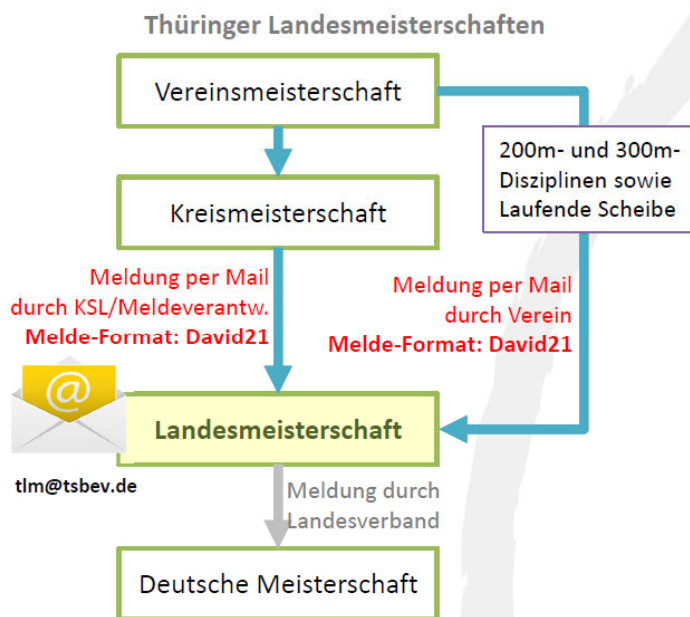 Thüringer Landesmeisterschaften
Vereinsmeisterschaft
200m- und 300m-
Disziplinen sowie
Laufende Scheibe
Kreismeisterschaft
Meldung per Mail
durch KSL/Meldeverantw.
Melde-Format: David21
Meldung per Mail
durch Verein
Melde-Format: David21
@
Landesmeisterschaft
tlm@tsbev.de
Meldung durch
Landesverband
Deutsche Meisterschaft